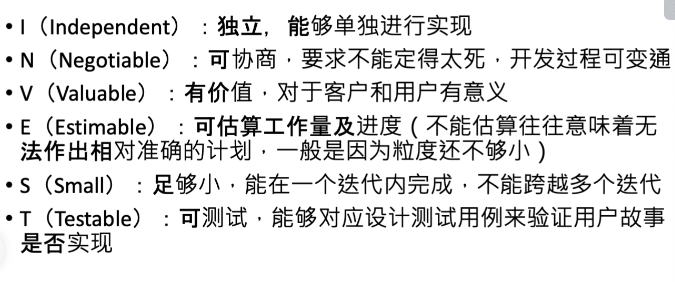 • I（Independent）：独立，能够单独进行实现
• N（Negotiable）：可协商，要求不能定得太死，开发过程可变通
• V（Valuable）：有价值，对于客户和用户有意义
• E（Estimable）：可估算工作量及进度（不能估算往往意味着无
法作出相对准确的计划，一般是因为粒度还不够小）
• S（Small）：足够小，能在一个迭代内完成，不能跨越多个迭代
• T（Testable）：可测试，能够对应设计测试用例来验证用户故事
是否实现